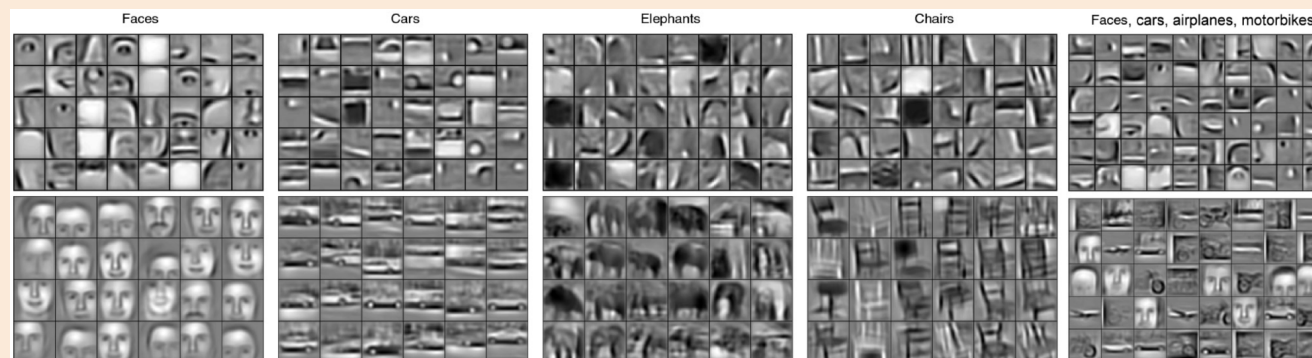 Faces
Cars
Elephants
Chairs
Faces, cars, airplanes, motorbikes